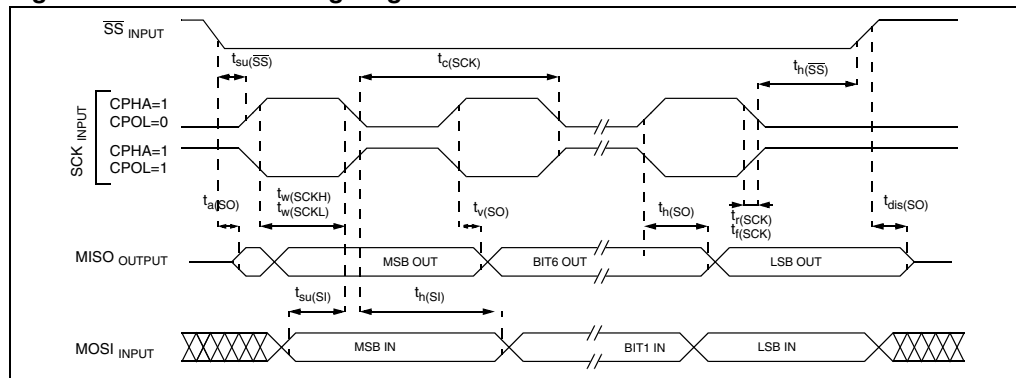 SS INPUT
tsu(SS)
tc(SCK)
th(SS)
SCK INPUT
CPHA=1
CPOL=0
CPHA=1
CPOL=1
ta(SO)
tw(SCKH)
tw(SCKL)
tv(SO)
th(SO)
tr(SCK)
tf(SCK)
tdis(SO)
MISO OUTPUT
MSB OUT
BIT6 OUT
LSB OUT
tsu(SI)
th(SI)
MOSI INPUT
MSB IN
BIT1 IN
LSB IN